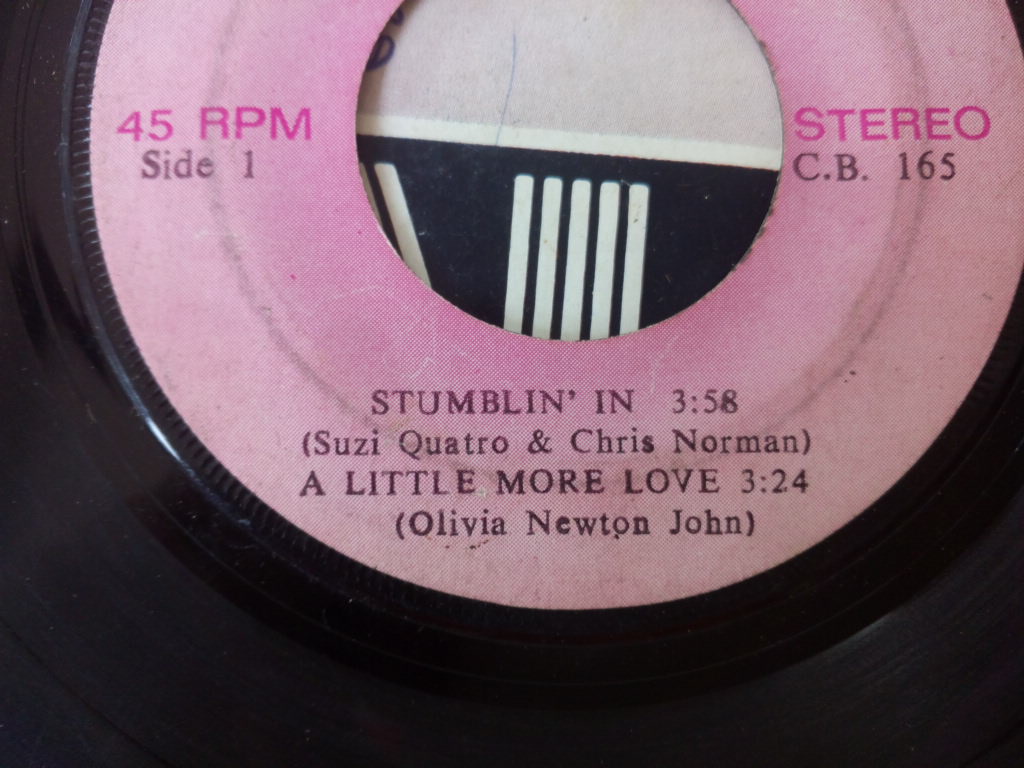 45 RPM
STEREO
Side 1
C.B. 165
STUMBLIN' IN 3:58
(Suzi Quatro & Chris Norman)
A LITTLE MORE LOVE 3:24
(Olivia Newton John)